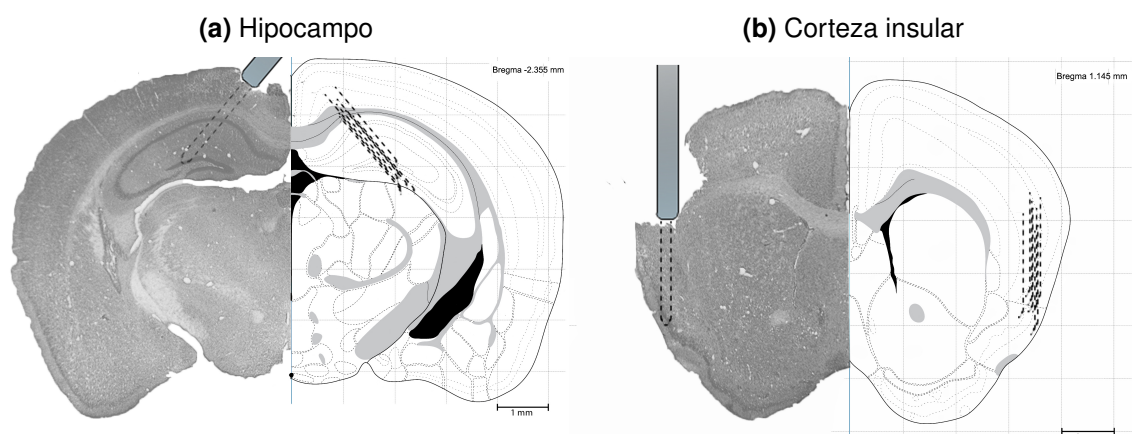 (a) Hipocampo
(b) Corteza insular
Bregma -2.355 mm
Bregma 1.145 mm
1 mm